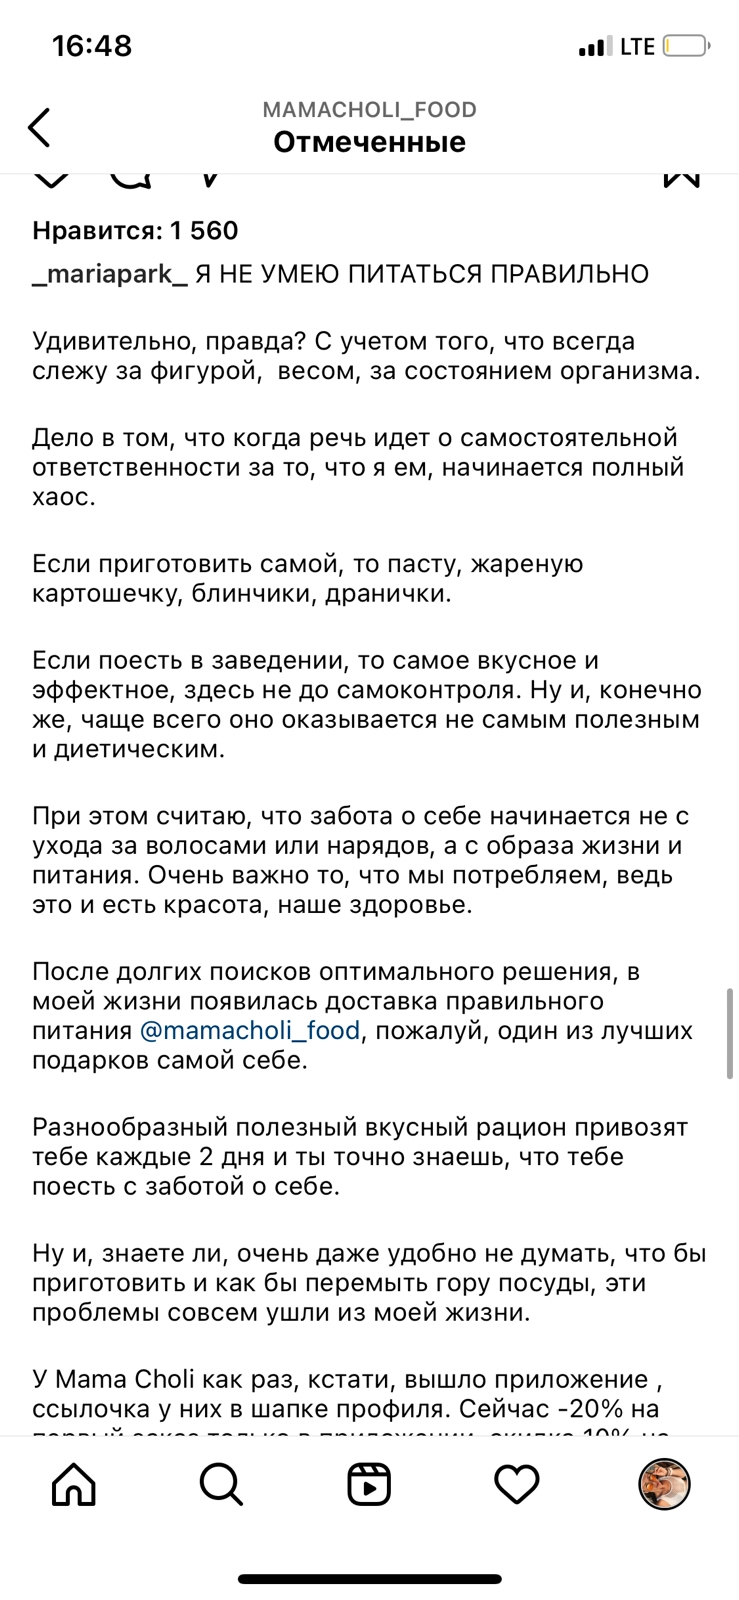 16:48
LTE
MAMACHOLI_FOOD
Отмеченные
Нравится: 1 560
_mariapark_ Я НЕ УМЕЮ ПИТАТЬСЯ ПРАВИЛЬНО
Удивительно, правда? С учетом того, что всегда
слежу за фигурой,  весом, за состоянием организма.
Дело в том, что когда речь идет о самостоятельной
ответственности за то, что я ем, начинается полный
хаос.
Если приготовить самой, то пасту, жареную
картошечку, блинчики, дранички.
Если поесть в заведении, то самое вкусное и
эффектное, здесь не до самоконтроля. Ну и, конечно
же, чаще всего оно оказывается не самым полезным
и диетическим.
При этом считаю, что забота о себе начинается не с
ухода за волосами или нарядов, а с образа жизни и
питания. Очень важно то, что мы потребляем, ведь
это и есть красота, наше здоровье.
После долгих поисков оптимального решения, в
моей жизни появилась доставка правильного
питания @mamacholi_food, пожалуй, один из лучших
подарков самой себе.
Разнообразный полезный вкусный рацион привозят
тебе каждые 2 дня и ты точно знаешь, что тебе
поесть с заботой о себе.
Ну и, знаете ли, очень даже удобно не думать, что бы
приготовить и как бы перемыть гору посуды, эти
проблемы совсем ушли из моей жизни.
У Mama Choli как раз, кстати, вышло приложение ,
ссылочка у них в шапке профиля. Сейчас -20% на